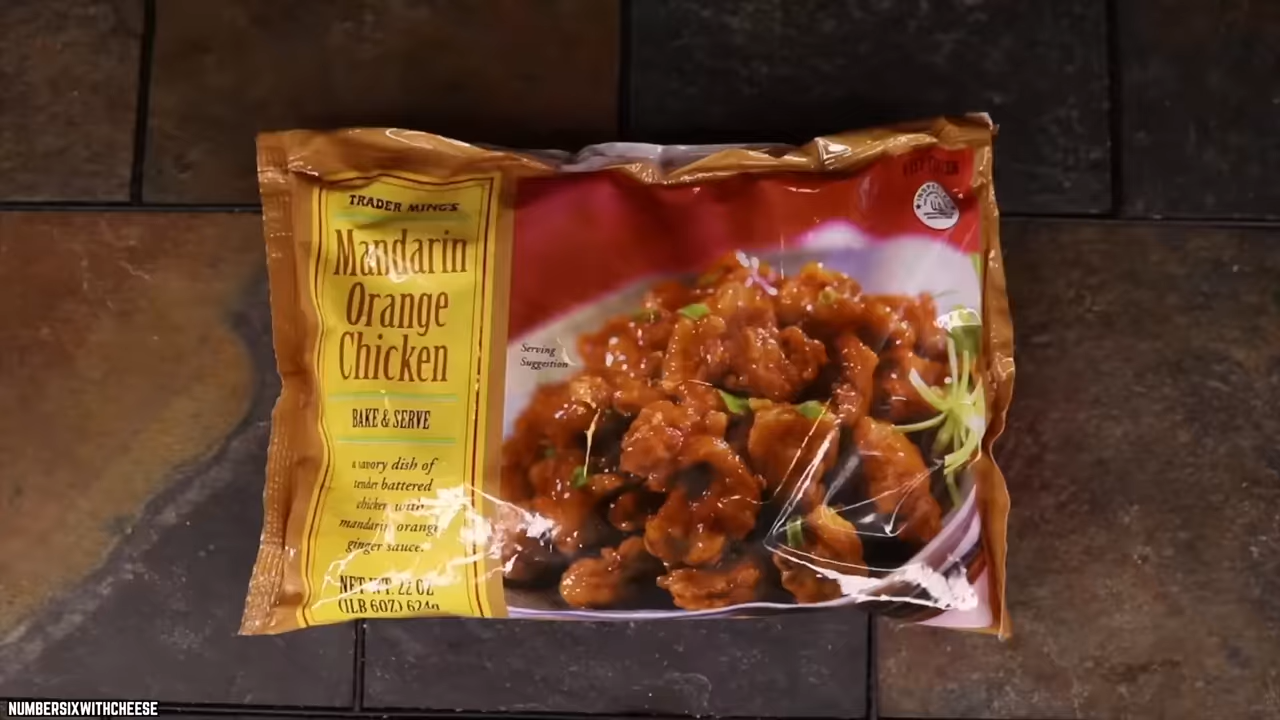 TRADER MING'S
Mandarin
Orange
Chicken
BAKE & SERVE
a savory dish of
tender battered
chicken with
mandarin orange
ginger sauce.
NET WT. 22 OZ
(1LB 6OZ) 624g
Serving
Suggestion
NUMBERSIXWITHCHEESE